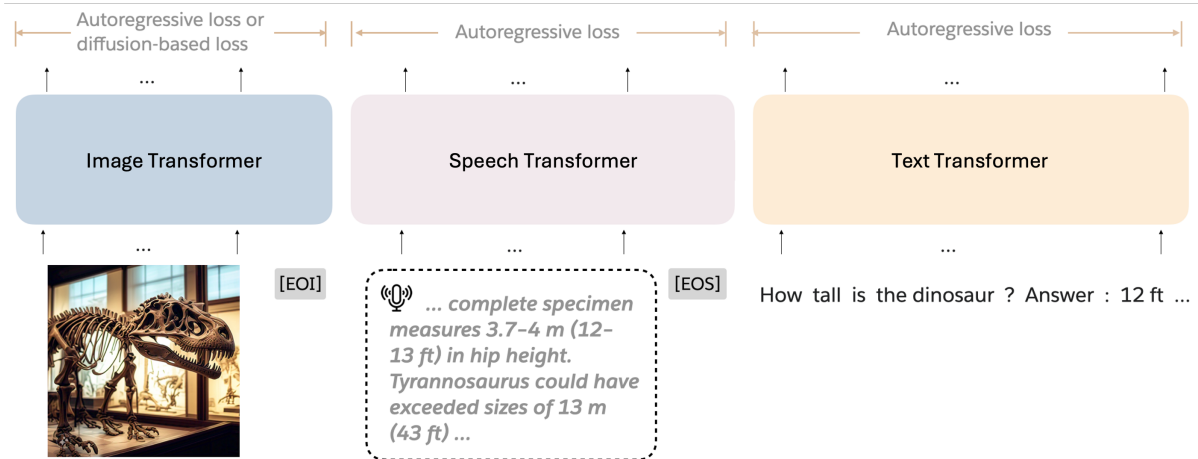 Autoregressive loss or
diffusion-based loss
Autoregressive loss
Autoregressive loss
...
...
...
Image Transformer
Speech Transformer
Text Transformer
...
...
...
[EOI]
... complete specimen
measures 3.7–4 m (12–
13 ft) in hip height.
Tyrannosaurus could have
exceeded sizes of 13 m
(43 ft) ...
[EOS]
How tall is the dinosaur ? Answer : 12 ft ...